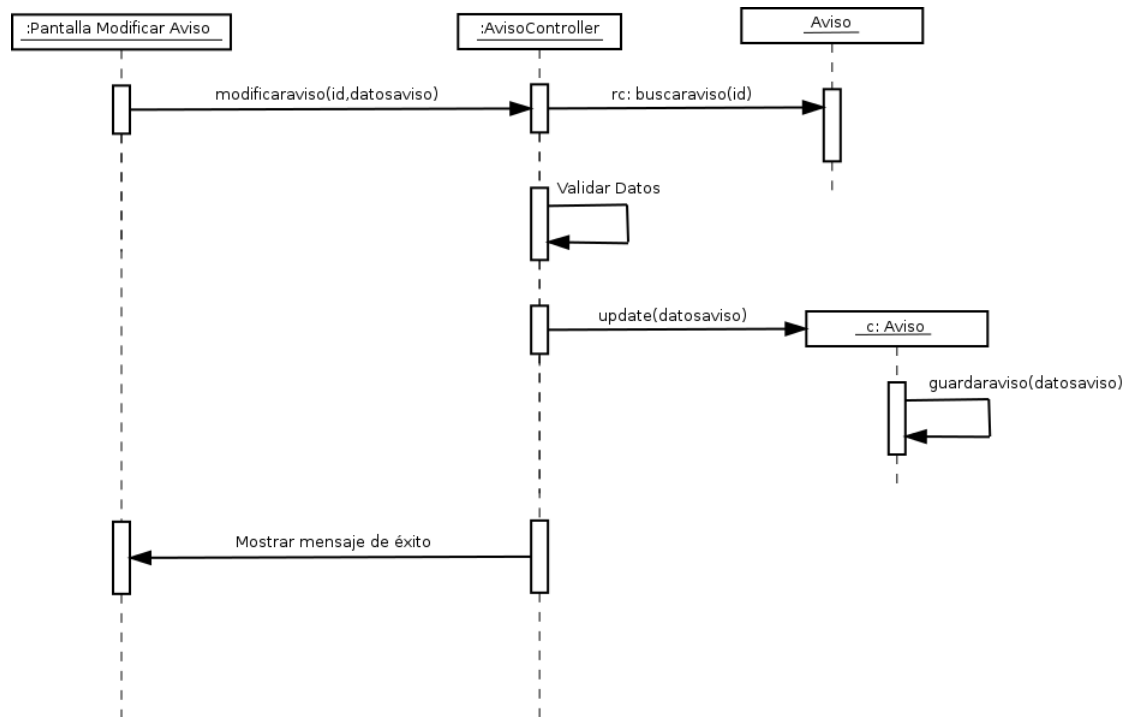 :Pantalla Modificar Aviso
:AvisoController
Aviso
modificaraviso(id,datosaviso)
rc: buscaraviso(id)
Validar Datos
update(datosaviso)
c: Aviso
guardaraviso(datosaviso)
Mostrar mensaje de éxito